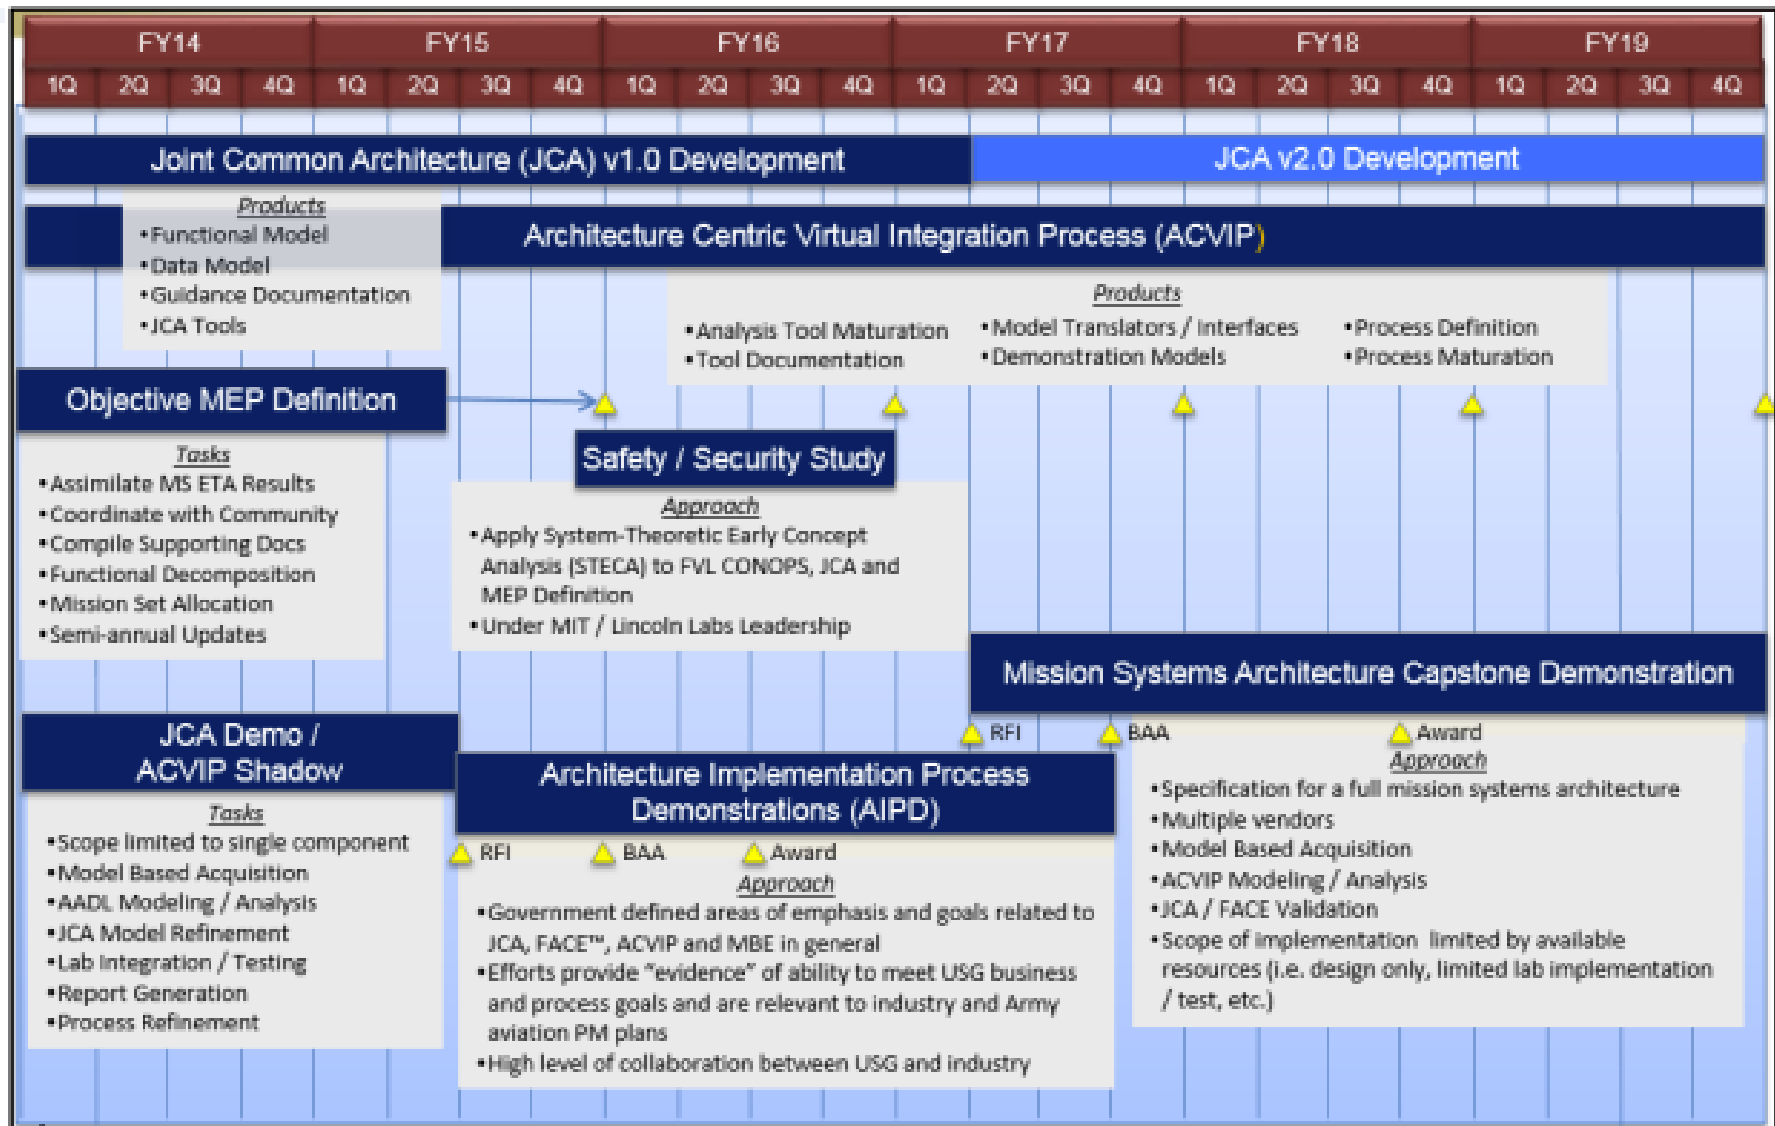 FY14 FY15 FY16 FY17 FY18 FY19
1Q 2Q 3Q 4Q 1Q 2Q 3Q 4Q 1Q 2Q 3Q 4Q 1Q 2Q 3Q 4Q 1Q 2Q 3Q 4Q 1Q 2Q 3Q 4Q
Joint Common Architecture (JCA) v1.0 Development
JCA v2.0 Development
Products
•Functional Model
•Data Model
•Guidance Documentation
•JCA Tools
Architecture Centric Virtual Integration Process (ACVIP)
Products
•Analysis Tool Maturation
•Tool Documentation
•Model Translators / Interfaces
•Demonstration Models
•Process Definition
•Process Maturation
Objective MEP Definition
Tasks
•Assimilate MS ETA Results
•Coordinate with Community
•Compile Supporting Docs
•Functional Decomposition
•Mission Set Allocation
•Semi-annual Updates
Safety / Security Study
Approach
•Apply System-Theoretic Early Concept
Analysis (STECA) to FVL CONOPS, JCA and
MEP Definition
•Under MIT / Lincoln Labs Leadership
Mission Systems Architecture Capstone Demonstration
RFI
BAA
Award
Approach
•Specification for a full mission systems architecture
•Multiple vendors
•Model Based Acquisition
•ACVIP Modeling / Analysis
•JCA / FACE Validation
•Scope of implementation limited by available
resources (i.e. design only, limited lab implementation
/ test, etc.)
JCA Demo /
ACVIP Shadow
Tasks
•Scope limited to single component
•Model Based Acquisition
•AADL Modeling / Analysis
•JCA Model Refinement
•Lab Integration / Testing
•Report Generation
•Process Refinement
Architecture Implementation Process
Demonstrations (AIPD)
RFI
BAA
Award
Approach
•Government defined areas of emphasis and goals related to
JCA, FACE™, ACVIP and MBE in general
•Efforts provide “evidence” of ability to meet USG business
and process goals and are relevant to industry and Army
aviation PM plans
•High level of collaboration between USG and industry